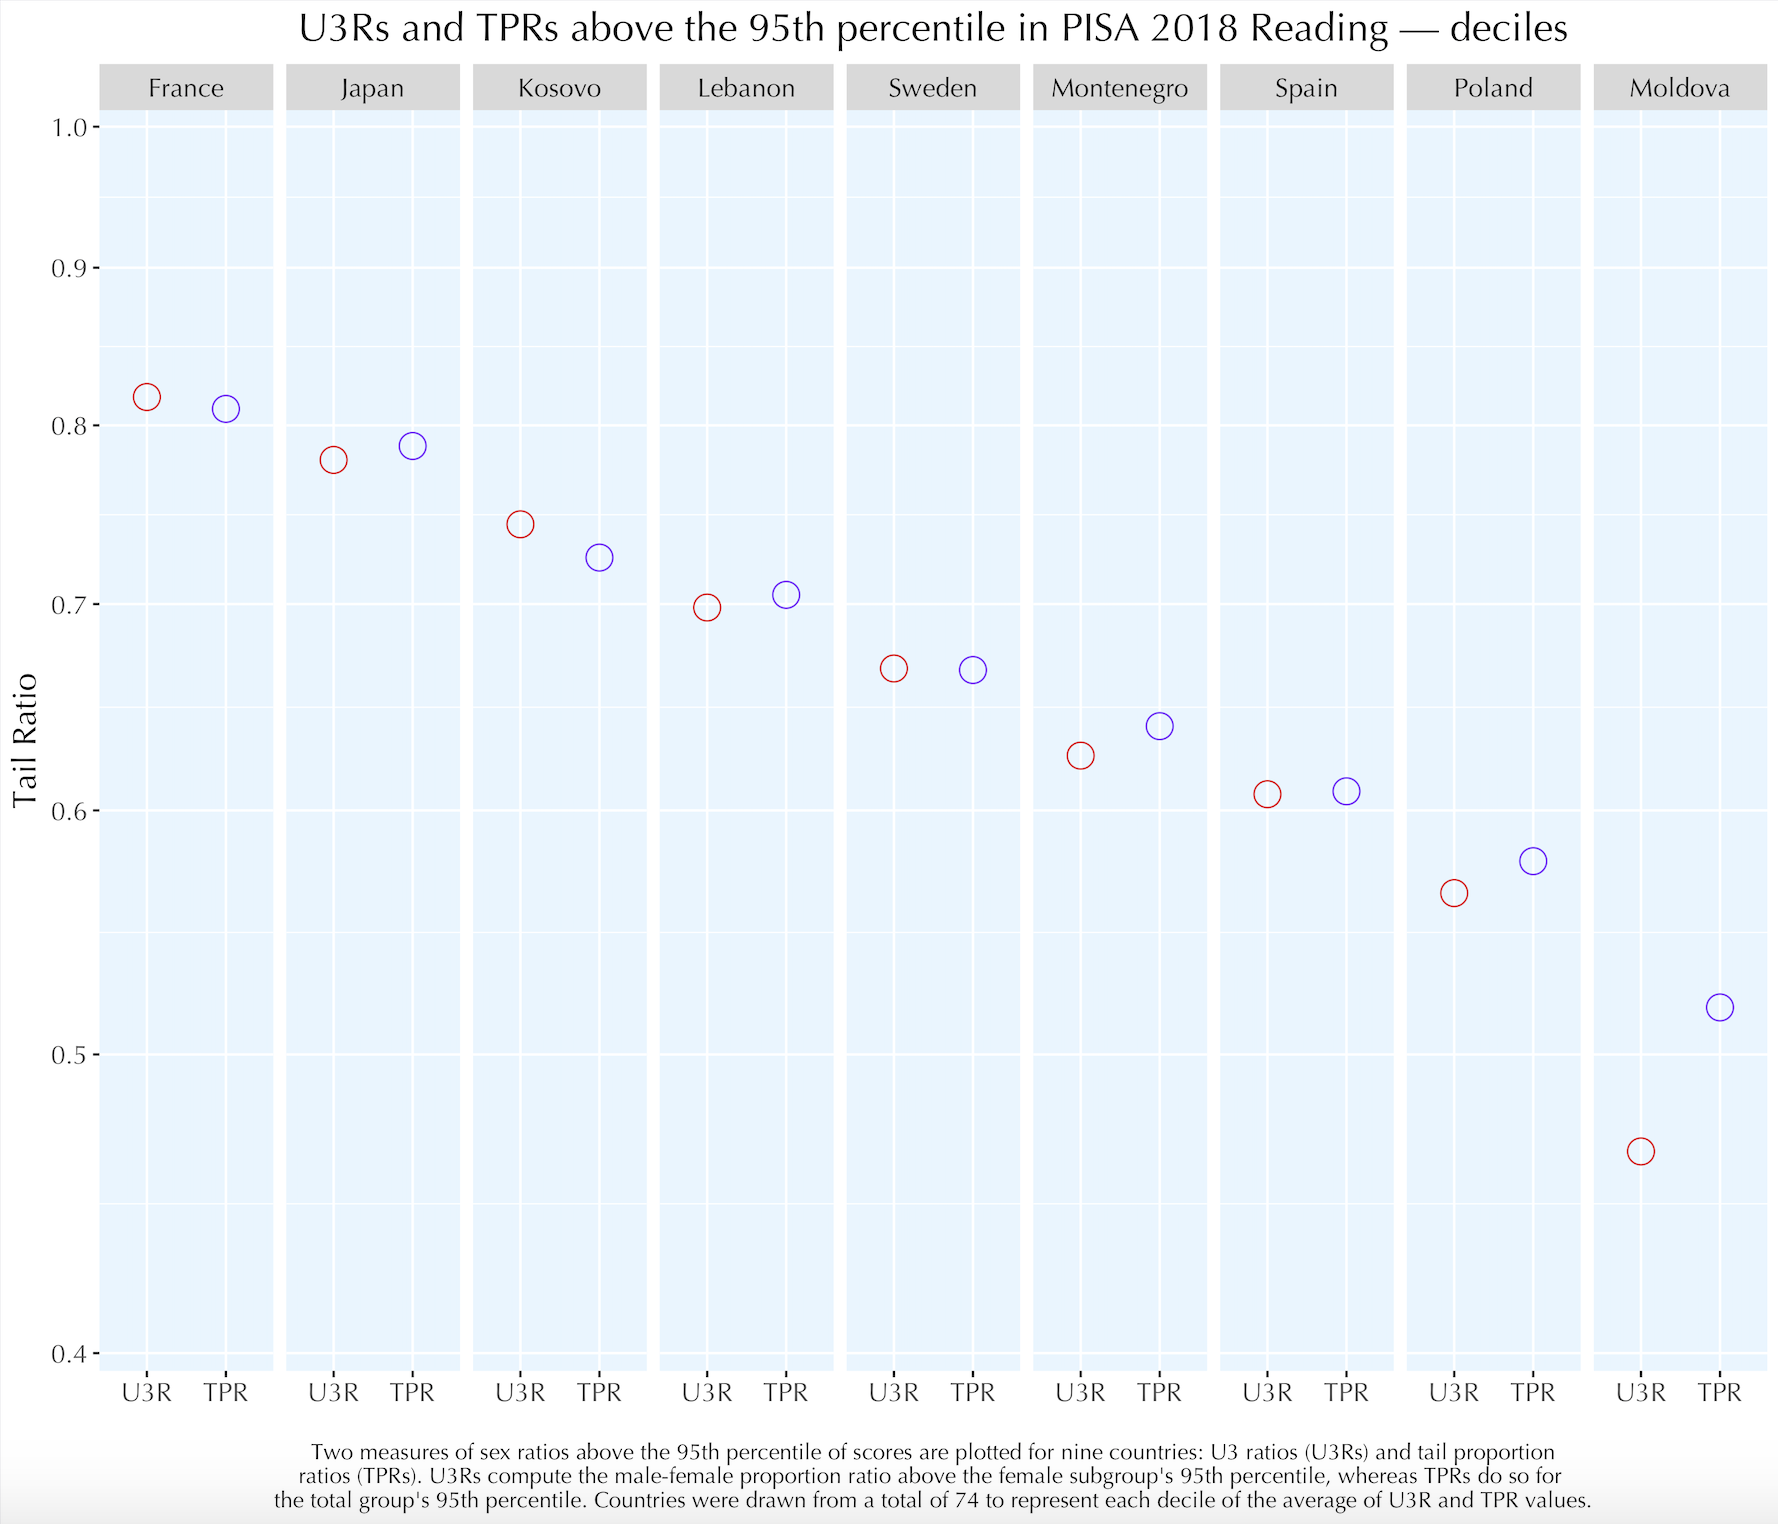 U3Rs and TPRs above the 95th percentile in PISA 2018 Reading — deciles
France Japan Kosovo Lebanon Sweden Montenegro Spain Poland Moldova
Tail Ratio
1.0
0.9
0.8
0.7
0.6
0.5
0.4
U3R TPR U3R TPR U3R TPR U3R TPR U3R TPR U3R TPR U3R TPR U3R TPR U3R TPR
Two measures of sex ratios above the 95th percentile of scores are plotted for nine countries: U3 ratios (U3Rs) and tail proportion
ratios (TPRs). U3Rs compute the male-female proportion ratio above the female subgroup's 95th percentile, whereas TPRs do so for
the total group's 95th percentile. Countries were drawn from a total of 74 to represent each decile of the average of U3R and TPR values.